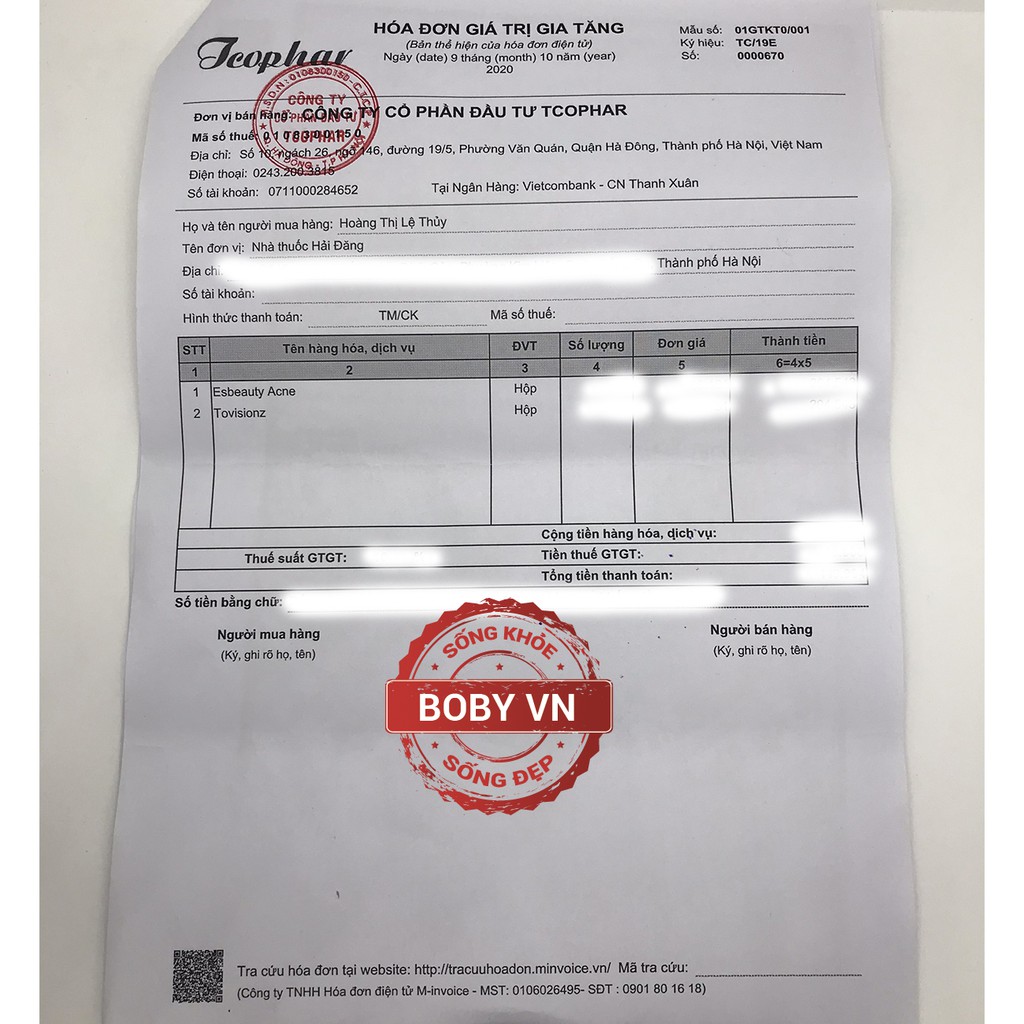 Tcophar
HÓA ĐƠN GIÁ TRỊ GIA TĂNG
(Bản thể hiện của hóa đơn điện tử)
Ngày (date) 9 tháng (month) 10 năm (year)
2020
Mẫu số: 01GTKT0/001
Ký hiệu: TC/19E
Số: 0000670
Đơn vị bán hàng: CÔNG TY CỔ PHẦN ĐẦU TƯ TCOPHAR
Mã số thuế: 0108300150
Địa chỉ: Số 10, ngách 26, ngõ 146, đường 19/5, Phường Văn Quán, Quận Hà Đông, Thành phố Hà Nội, Việt Nam
Điện thoại: 0243.200.3815
Số tài khoản: 0711000284652 Tại Ngân Hàng: Vietcombank - CN Thanh Xuân
CÔNG TY
CỔ PHẦN ĐẦU TƯ
TCOPHAR
Họ và tên người mua hàng: Hoàng Thị Lệ Thủy
Tên đơn vị: Nhà thuốc Hải Đăng
Địa chỉ: Thành phố Hà Nội
Số tài khoản:
Hình thức thanh toán: TM/CK Mã số thuế:
STT Tên hàng hóa, dịch vụ ĐVT Số lượng Đơn giá Thành tiền
1 2 3 4 5 6=4x5
1 Esbeauty Acne Hộp
2 Tovisionz Hộp
Cộng tiền hàng hóa, dịch vụ:
Thuế suất GTGT: Tiền thuế GTGT:
Tổng tiền thanh toán:
Số tiền bằng chữ:
Người mua hàng Người bán hàng
(Ký, ghi rõ họ, tên) (Ký, ghi rõ họ, tên)
SỐNG KHỎE
BOBY VN
SỐNG ĐẸP
Tra cứu hóa đơn tại website: http://tracuuhoadon.minvoice.vn/ Mã tra cứu:
(Công ty TNHH Hóa đơn điện tử M-invoice - MST: 0106026495- SĐT : 0901 80 16 18)